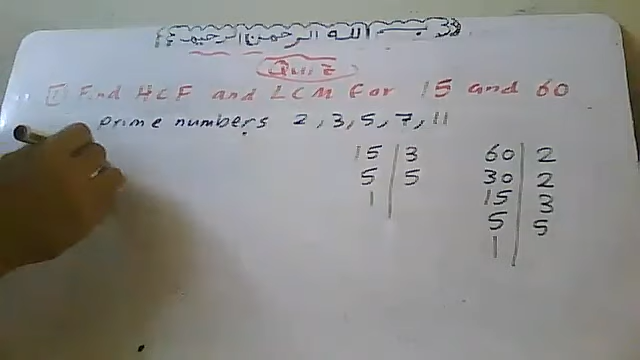 بسم الله الرحمن الرحيم
Quiz
1 Find HCF and LCM for 15 and 60
prime numbers 2, 3, 5, 7, 11
15 | 3
5 | 5
1 |
60 | 2
30 | 2
15 | 3
5 | 5
1 |